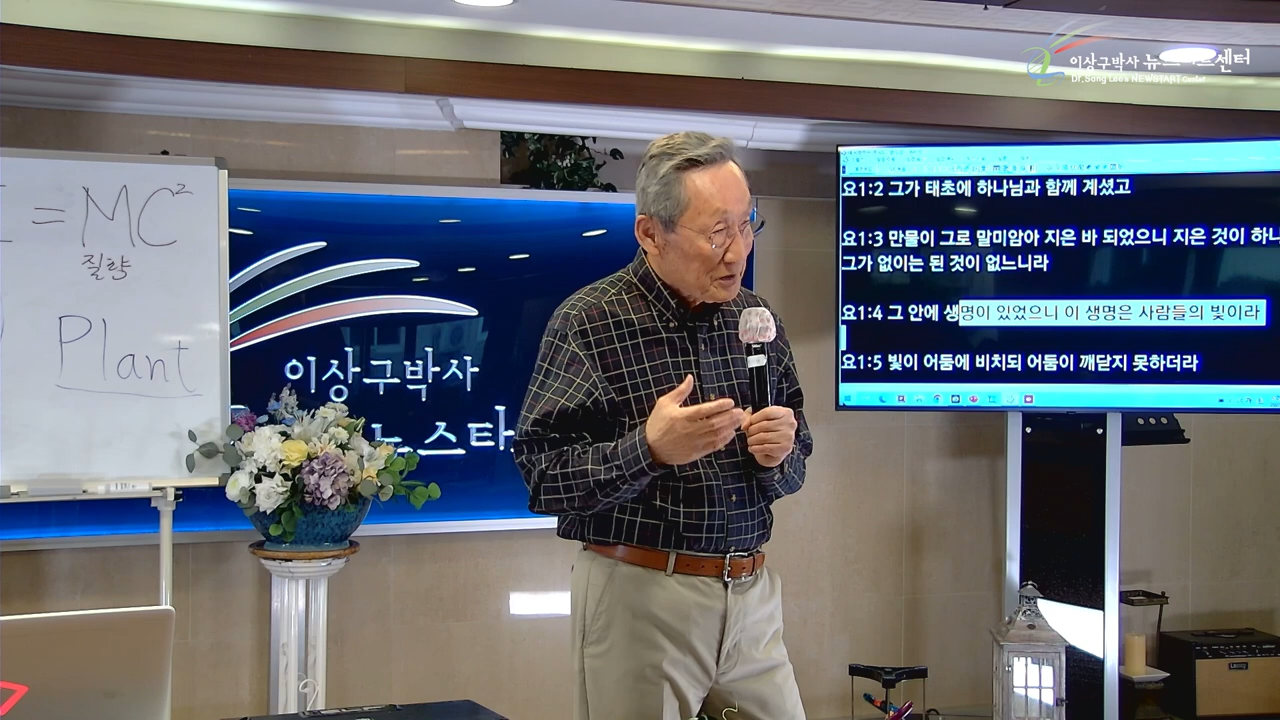 이상구박사 뉴스타트센터
Dr. Sang Lee's NEWSTART Center
= MC²
질량
Plant
이상구박사
뉴스타
요1:2 그가 태초에 하나님과 함께 계셨고
요1:3 만물이 그로 말미암아 지은 바 되었으니 지은 것이 하나
그가 없이는 된 것이 없느니라
요1:4 그 안에 생명이 있었으니 이 생명은 사람들의 빛이라
요1:5 빛이 어둠에 비치되 어둠이 깨닫지 못하더라
Laney